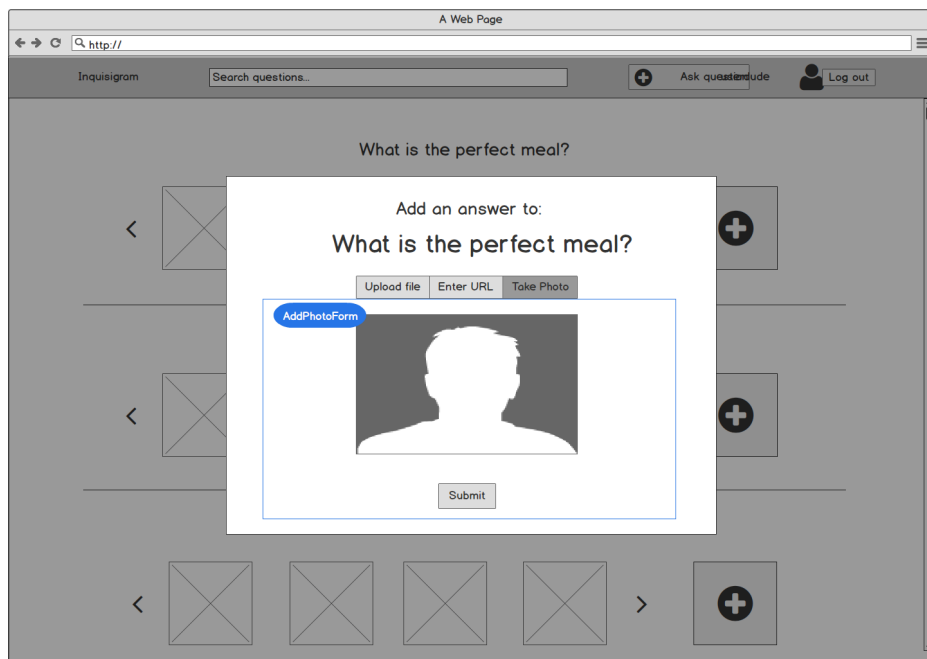 A Web Page
http://
Inquisigram
Search questions...
Ask question
Log out
What is the perfect meal?
Add an answer to:
What is the perfect meal?
Upload file
Enter URL
Take Photo
AddPhotoForm
Submit